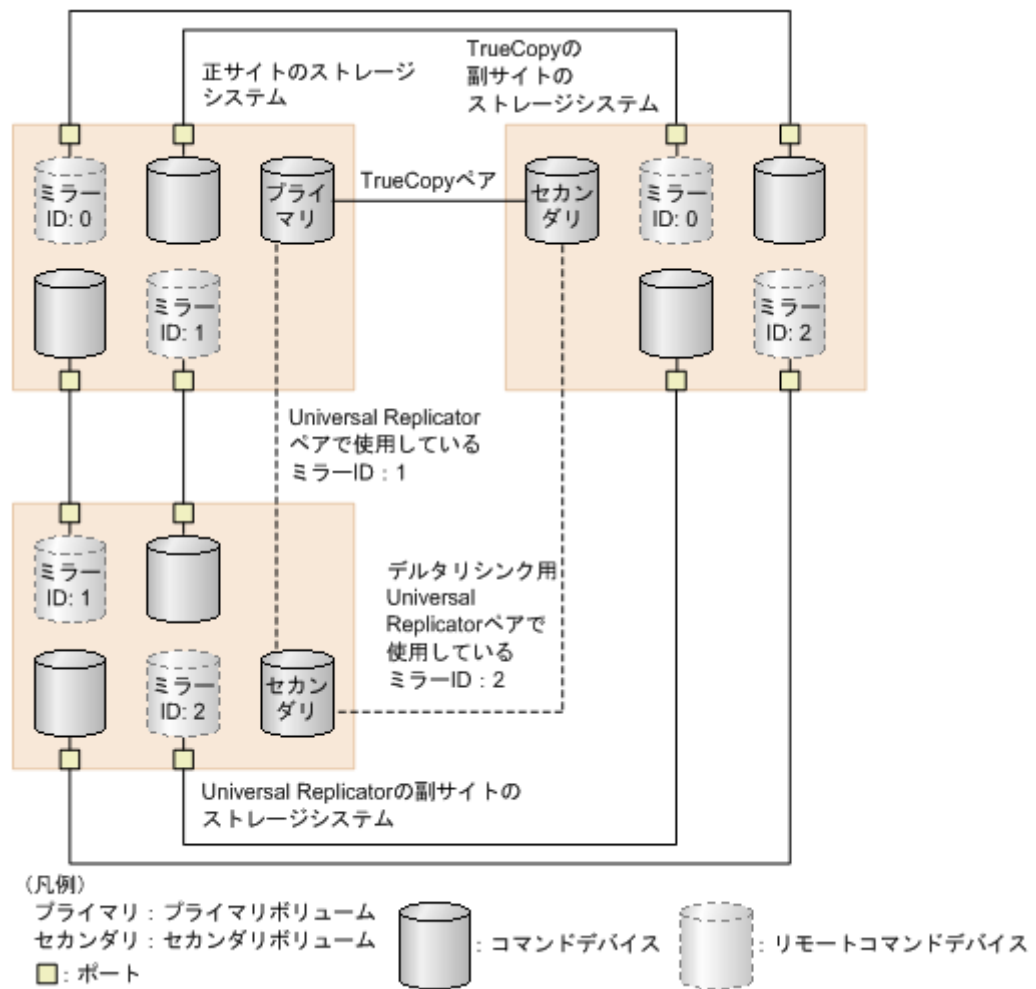 正サイトのストレージ
システム
TrueCopyの
副サイトの
ストレージシステム
ミラー
ID: 0
プライ
マリ
TrueCopyペア
セカン
ダリ
ミラー
ID: 0
ミラー
ID: 1
ミラー
ID: 2
Universal Replicator
ペアで使用している
ミラーID：1
ミラー
ID: 1
デルタリシンク用
Universal
Replicatorペアで
使用している
ミラーID：2
ミラー
ID: 2
セカン
ダリ
Universal Replicatorの副サイトの
ストレージシステム
（凡例）
プライマリ：プライマリボリューム
セカンダリ：セカンダリボリューム
：ポート
：コマンドデバイス
：リモートコマンドデバイス